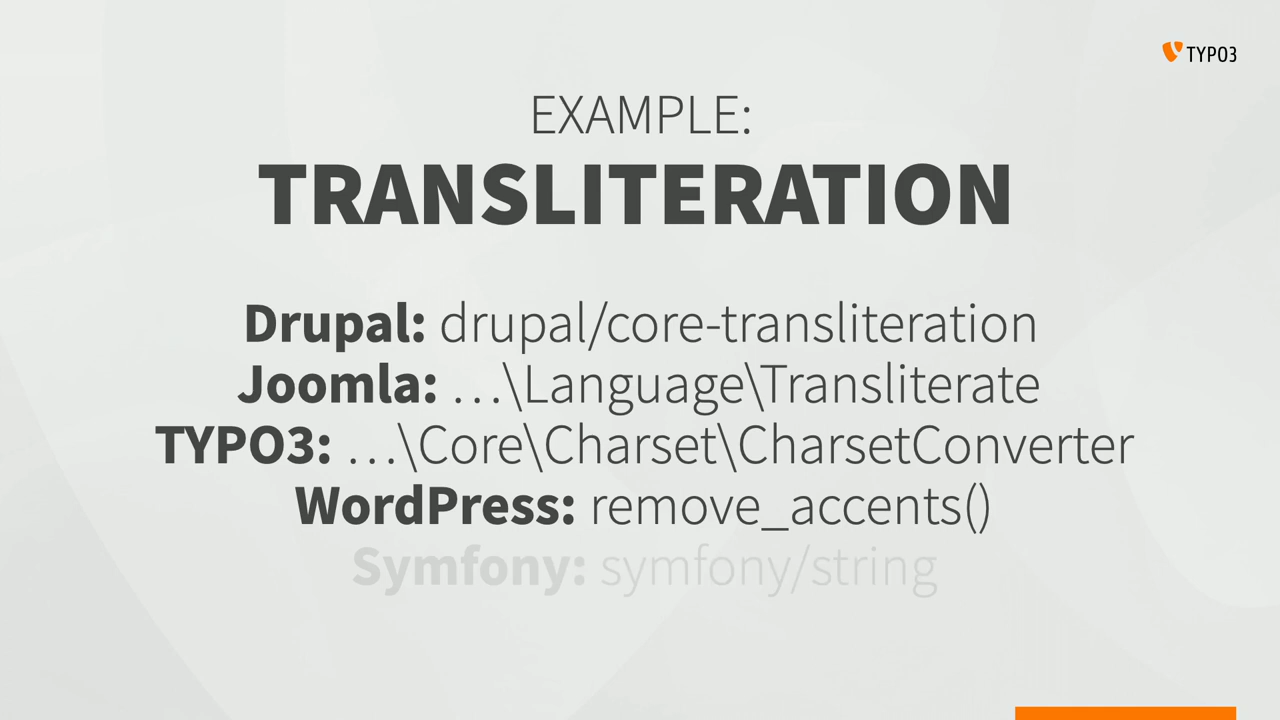 TYPO3
EXAMPLE:
TRANSLITERATION
Drupal: drupal/core-transliteration
Joomla: …\Language\Transliterate
TYPO3: …\Core\Charset\CharsetConverter
WordPress: remove_accents()
Symfony: symfony/string